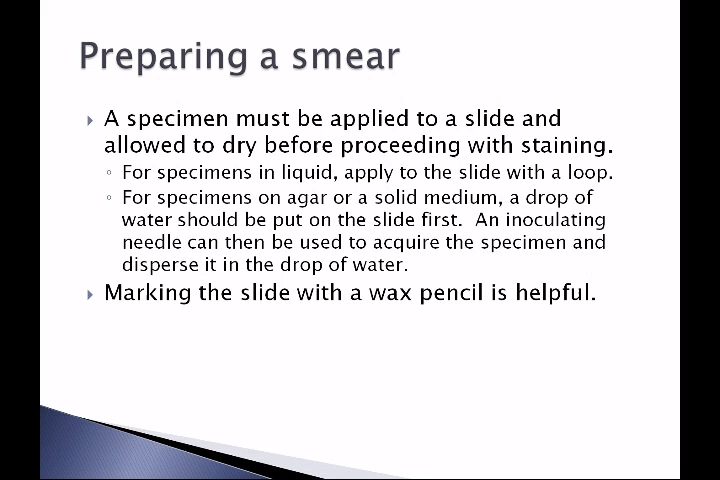 Preparing a smear
A specimen must be applied to a slide and
allowed to dry before proceeding with staining.
For specimens in liquid, apply to the slide with a loop.
For specimens on agar or a solid medium, a drop of
water should be put on the slide first.  An inoculating
needle can then be used to acquire the specimen and
disperse it in the drop of water.
Marking the slide with a wax pencil is helpful.